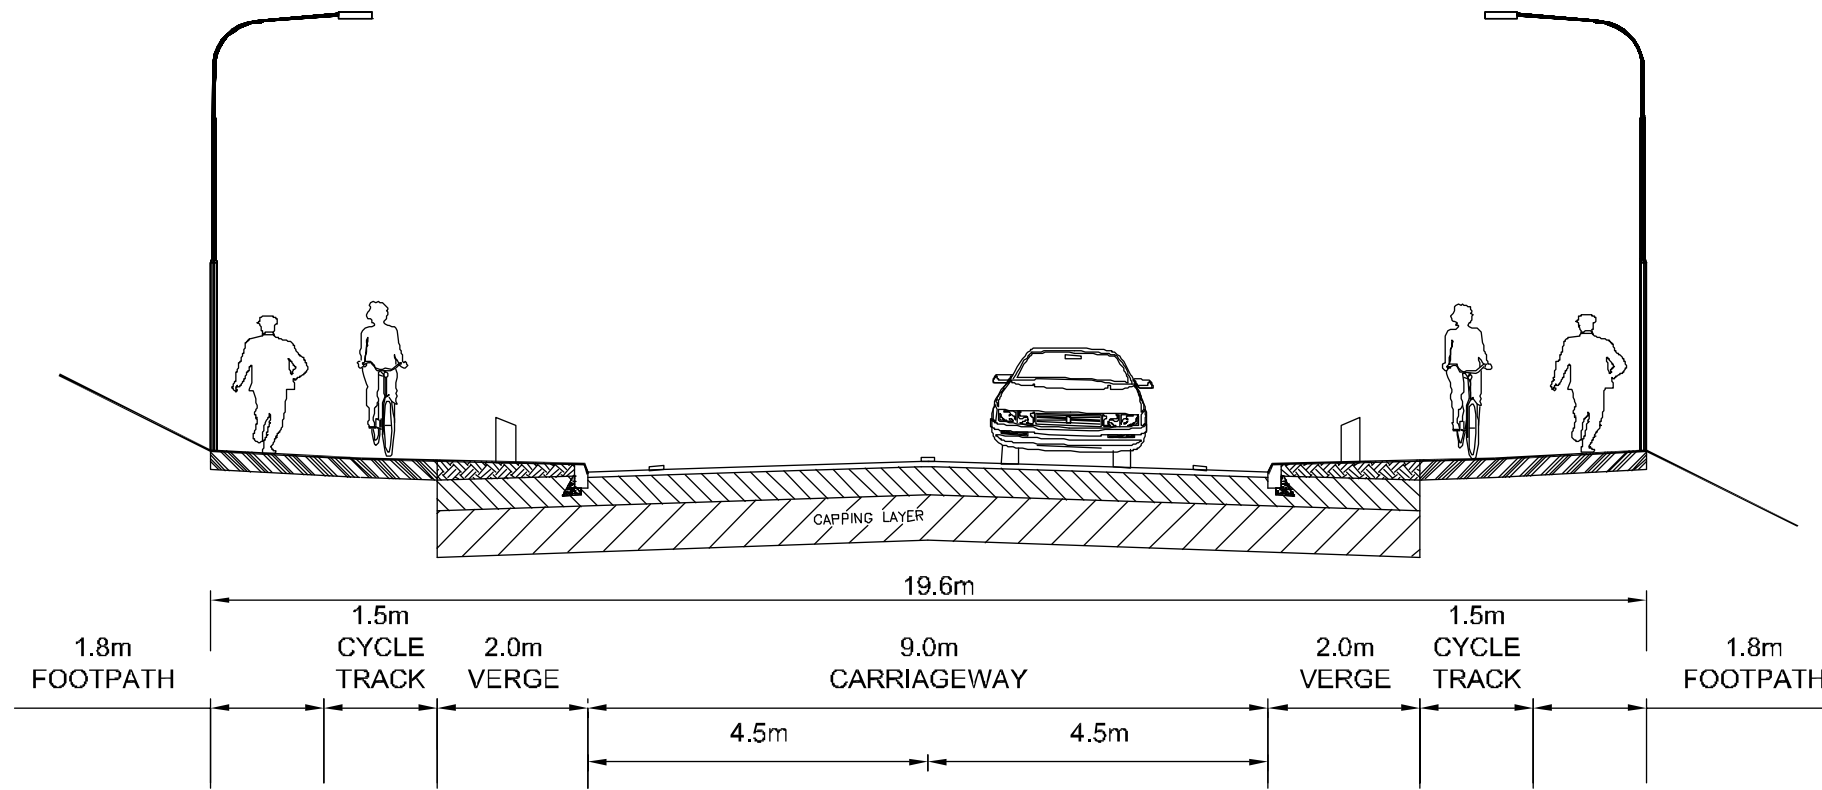 CAPPING LAYER
19.6m
1.8m
FOOTPATH
1.5m
CYCLE
TRACK
2.0m
VERGE
9.0m
CARRIAGEWAY
2.0m
VERGE
1.5m
CYCLE
TRACK
1.8m
FOOTPATH
4.5m
4.5m